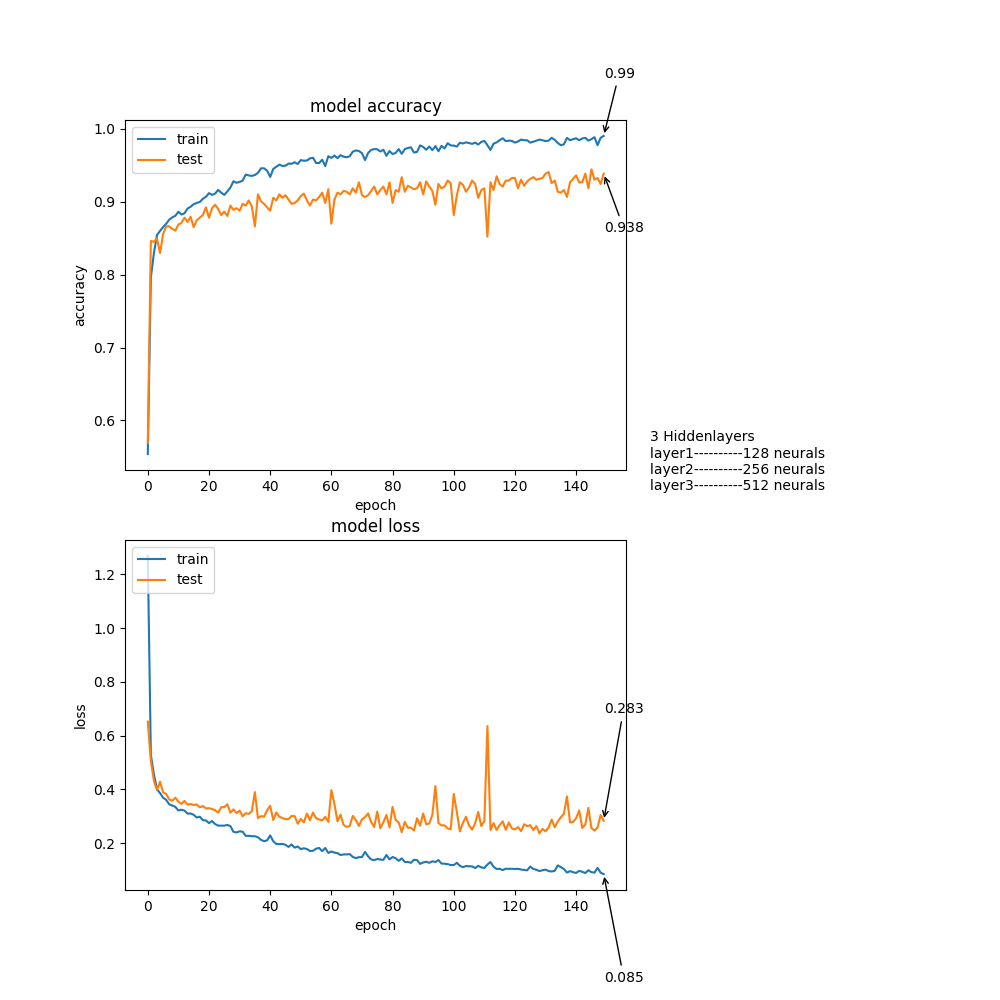 0.99
model accuracy
1.0
0.9
0.8
0.7
0.6
accuracy
train
test
0.938
0 20 40 60 80 100 120 140
epoch
3 Hiddenlayers
layer1----------128 neurals
layer2----------256 neurals
layer3----------512 neurals
model loss
1.2
1.0
0.8
0.6
0.4
0.2
loss
train
test
0.283
0 20 40 60 80 100 120 140
epoch
0.085